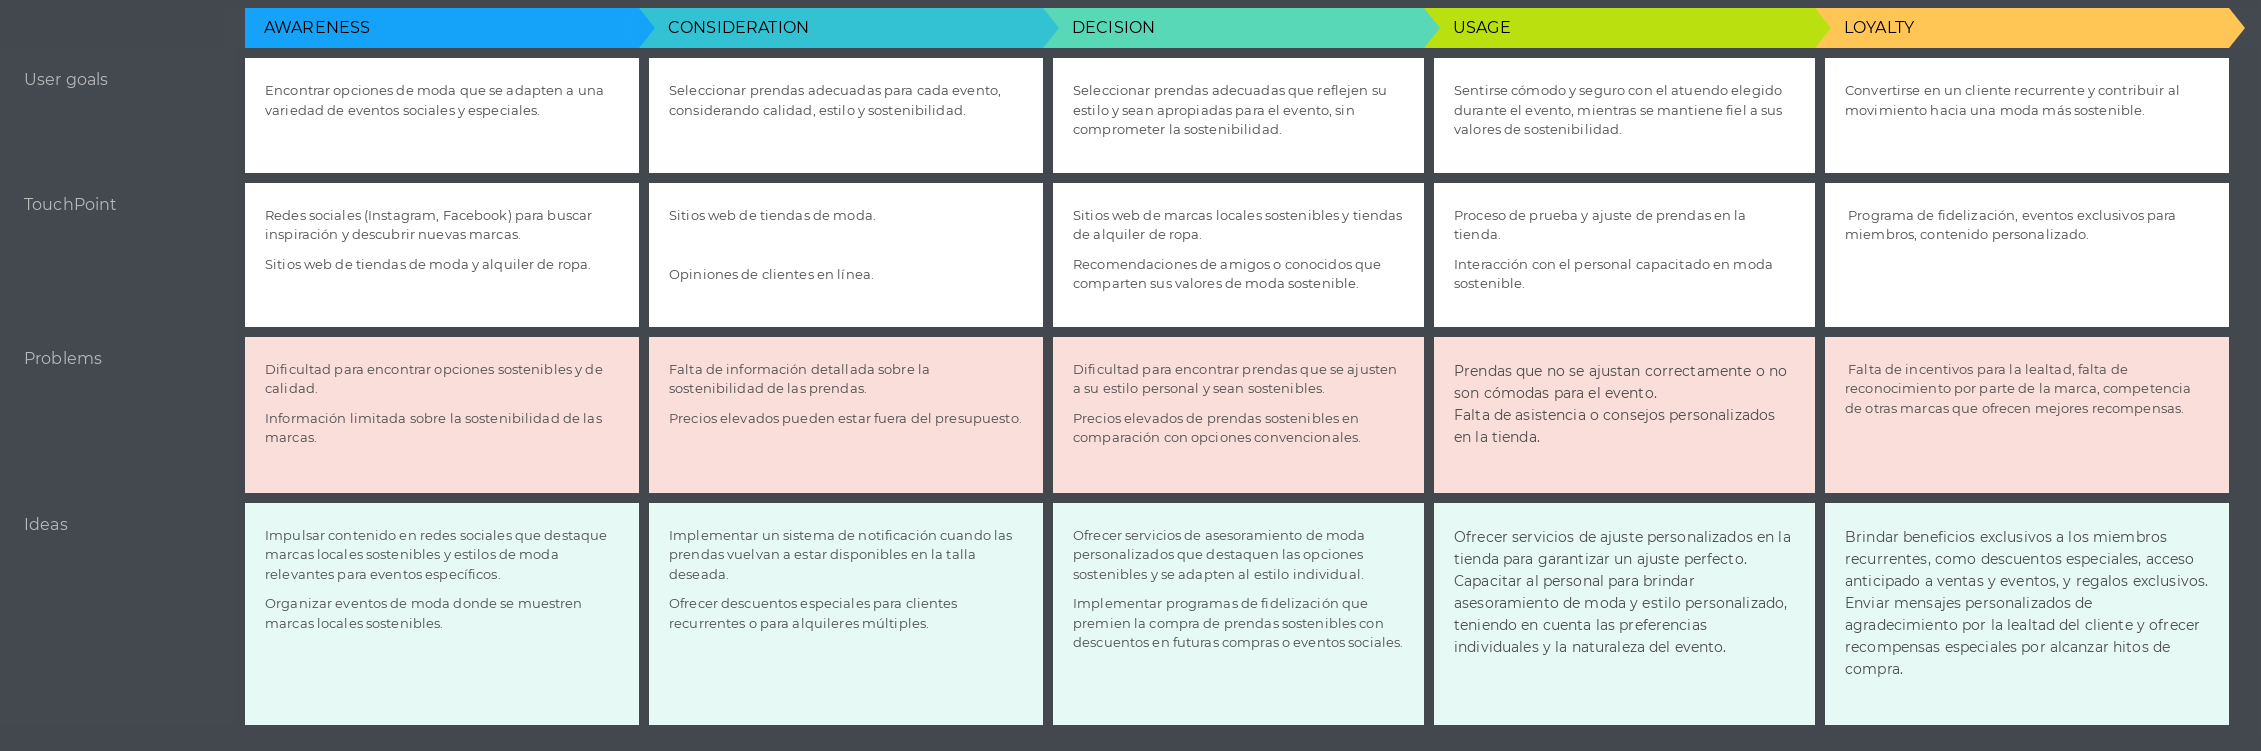 AWARENESS
CONSIDERATION
DECISION
USAGE
LOYALTY
User goals
Encontrar opciones de moda que se adapten a una
variedad de eventos sociales y especiales.
Seleccionar prendas adecuadas para cada evento,
considerando calidad, estilo y sostenibilidad.
Seleccionar prendas adecuadas que reflejen su
estilo y sean apropiadas para el evento, sin
comprometer la sostenibilidad.
Sentirse cómodo y seguro con el atuendo elegido
durante el evento, mientras se mantiene fiel a sus
valores de sostenibilidad.
Convertirse en un cliente recurrente y contribuir al
movimiento hacia una moda más sostenible.
TouchPoint
Redes sociales (Instagram, Facebook) para buscar
inspiración y descubrir nuevas marcas.
Sitios web de tiendas de moda y alquiler de ropa.
Sitios web de tiendas de moda.
Opiniones de clientes en línea.
Sitios web de marcas locales sostenibles y tiendas
de alquiler de ropa.
Recomendaciones de amigos o conocidos que
comparten sus valores de moda sostenible.
Proceso de prueba y ajuste de prendas en la
tienda.
Interacción con el personal capacitado en moda
sostenible.
Programa de fidelización, eventos exclusivos para
miembros, contenido personalizado.
Problems
Dificultad para encontrar opciones sostenibles y de
calidad.
Información limitada sobre la sostenibilidad de las
marcas.
Falta de información detallada sobre la
sostenibilidad de las prendas.
Precios elevados pueden estar fuera del presupuesto.
Dificultad para encontrar prendas que se ajusten
a su estilo personal y sean sostenibles.
Precios elevados de prendas sostenibles en
comparación con opciones convencionales.
Prendas que no se ajustan correctamente o no
son cómodas para el evento.
Falta de asistencia o consejos personalizados
en la tienda.
Falta de incentivos para la lealtad, falta de
reconocimiento por parte de la marca, competencia
de otras marcas que ofrecen mejores recompensas.
Ideas
Impulsar contenido en redes sociales que destaque
marcas locales sostenibles y estilos de moda
relevantes para eventos específicos.
Organizar eventos de moda donde se muestren
marcas locales sostenibles.
Implementar un sistema de notificación cuando las
prendas vuelvan a estar disponibles en la talla
deseada.
Ofrecer descuentos especiales para clientes
recurrentes o para alquileres múltiples.
Ofrecer servicios de asesoramiento de moda
personalizados que destaquen las opciones
sostenibles y se adapten al estilo individual.
Implementar programas de fidelización que
premien la compra de prendas sostenibles con
descuentos en futuras compras o eventos sociales.
Ofrecer servicios de ajuste personalizados en la
tienda para garantizar un ajuste perfecto.
Capacitar al personal para brindar
asesoramiento de moda y estilo personalizado,
teniendo en cuenta las preferencias
individuales y la naturaleza del evento.
Brindar beneficios exclusivos a los miembros
recurrentes, como descuentos especiales, acceso
anticipado a ventas y eventos, y regalos exclusivos.
Enviar mensajes personalizados de
agradecimiento por la lealtad del cliente y ofrecer
recompensas especiales por alcanzar hitos de
compra.